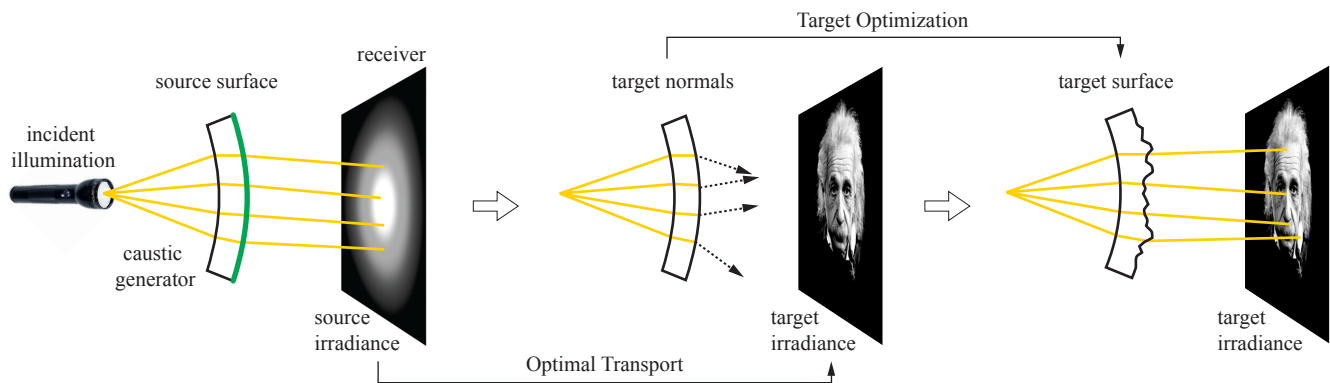 Target Optimization
receiver
source surface
target normals
target surface
incident
illumination
caustic
generator
source
irradiance
target
irradiance
target
irradiance
Optimal Transport